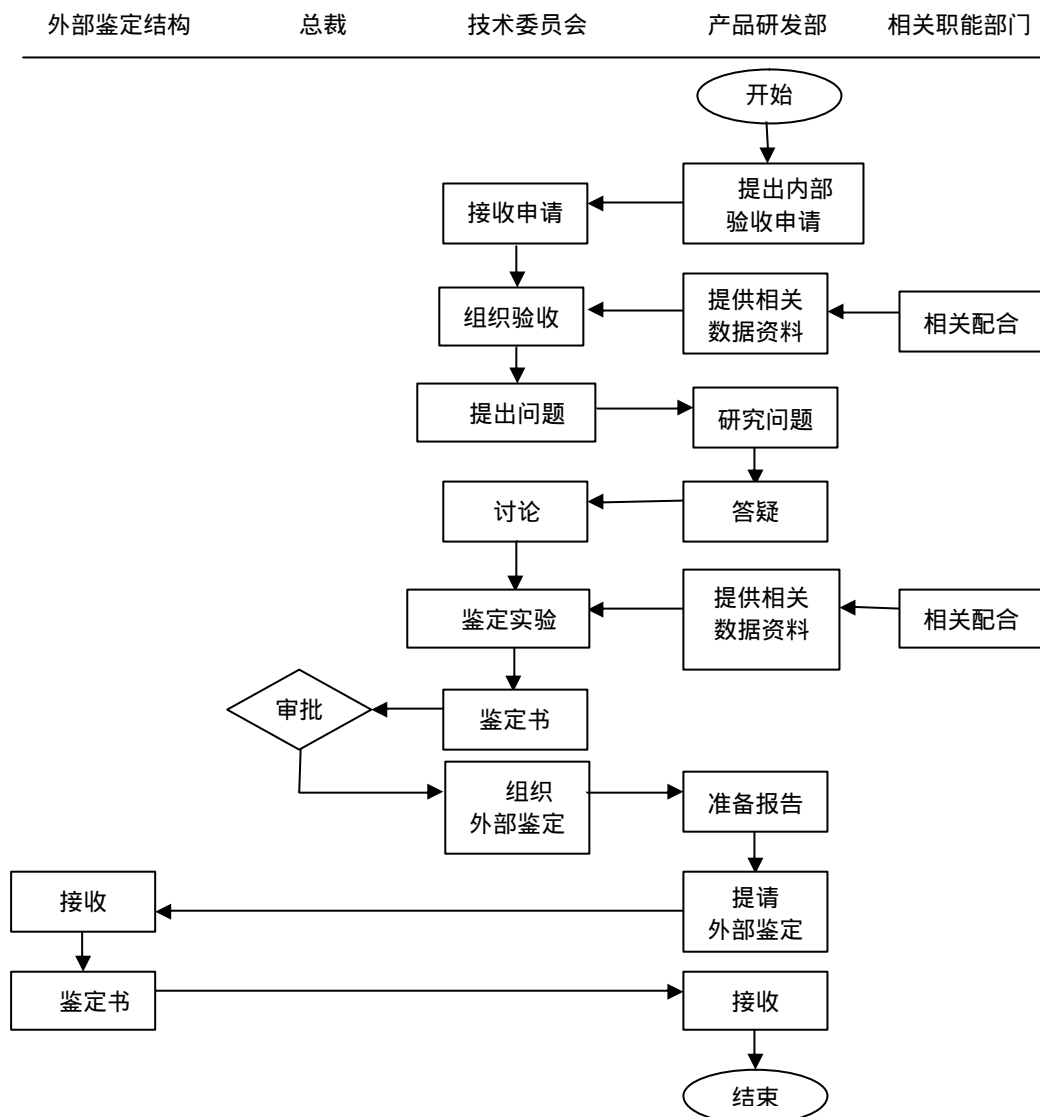 外部鉴定结构 总裁 技术委员会 产品研发部 相关职能部门
开始
提出内部
验收申请
接收申请
组织验收
提供相关
数据资料
相关配合
提出问题
研究问题
讨论
答疑
鉴定实验
提供相关
数据资料
相关配合
审批
鉴定书
组织
外部鉴定
准备报告
接收
提请
外部鉴定
鉴定书
接收
结束